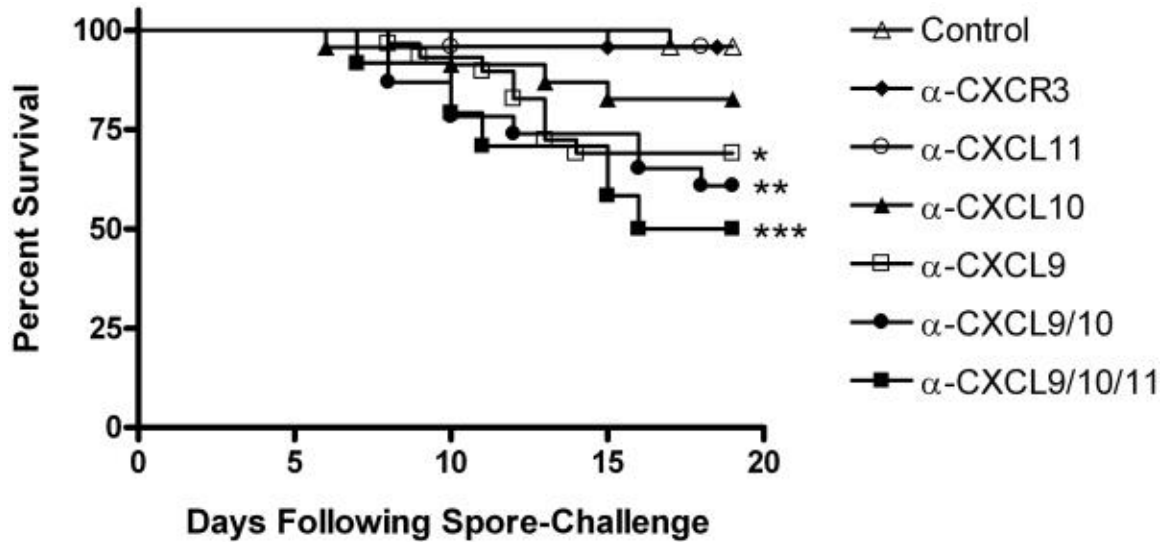 Percent Survival
100
75
50
25
0
0 5 10 15 20
Days Following Spore-Challenge
*
**
***
Control
α-CXCR3
α-CXCL11
α-CXCL10
α-CXCL9
α-CXCL9/10
α-CXCL9/10/11